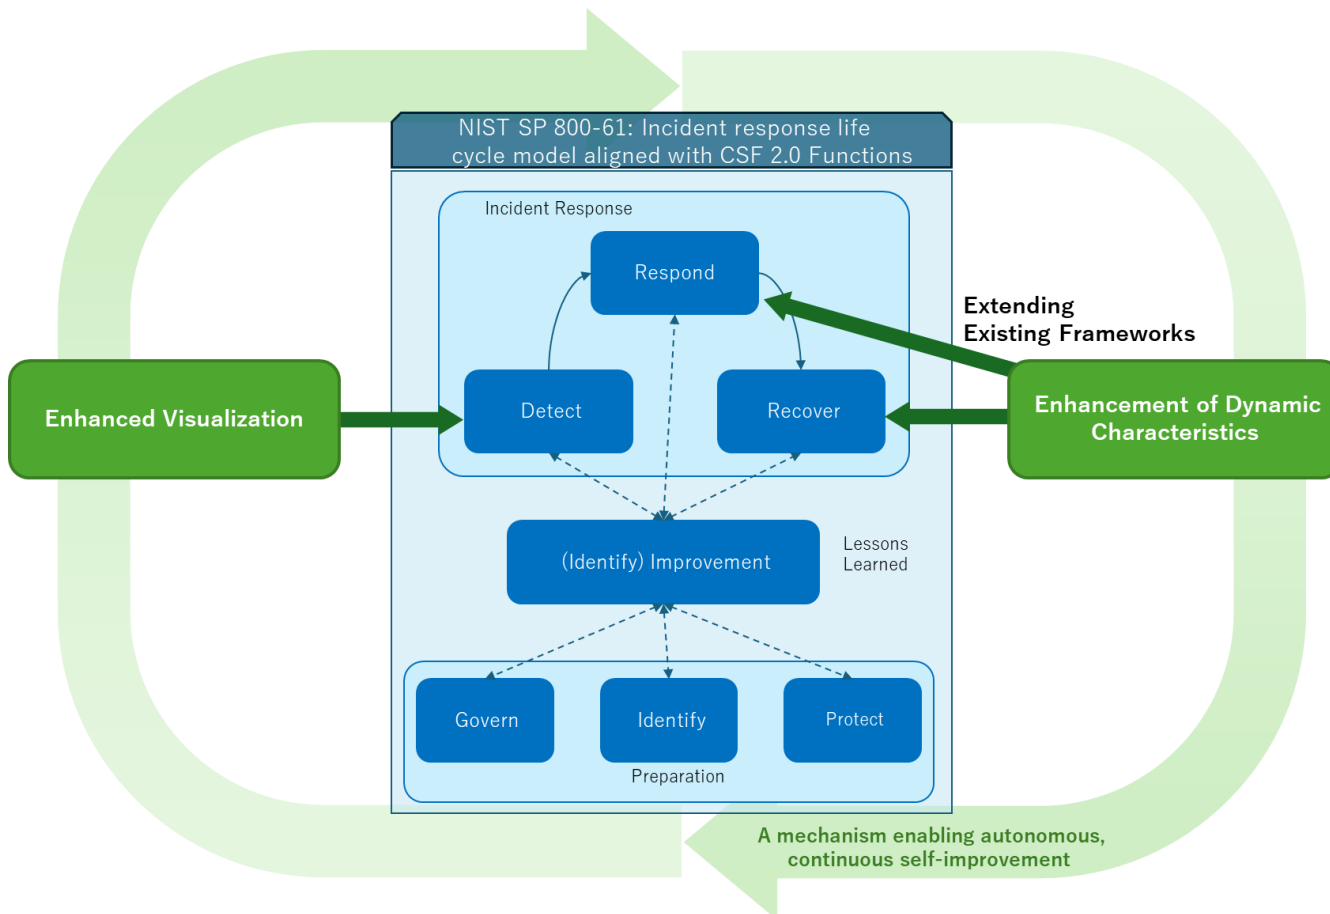 NIST SP 800-61: Incident response life
cycle model aligned with CSF 2.0 Functions
Incident Response
Respond
Extending
Existing Frameworks
Enhanced Visualization
Detect
Recover
Enhancement of Dynamic
Characteristics
(Identify) Improvement
Lessons
Learned
Govern
Identify
Protect
Preparation
A mechanism enabling autonomous,
continuous self-improvement